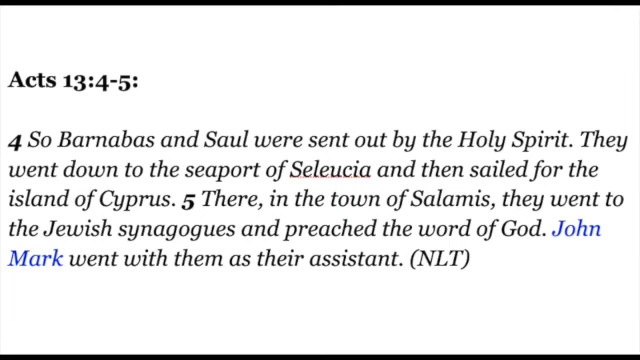 Acts 13:4-5:
4 So Barnabas and Saul were sent out by the Holy Spirit. They
went down to the seaport of Seleucia and then sailed for the
island of Cyprus. 5 There, in the town of Salamis, they went to
the Jewish synagogues and preached the word of God. John
Mark went with them as their assistant. (NLT)